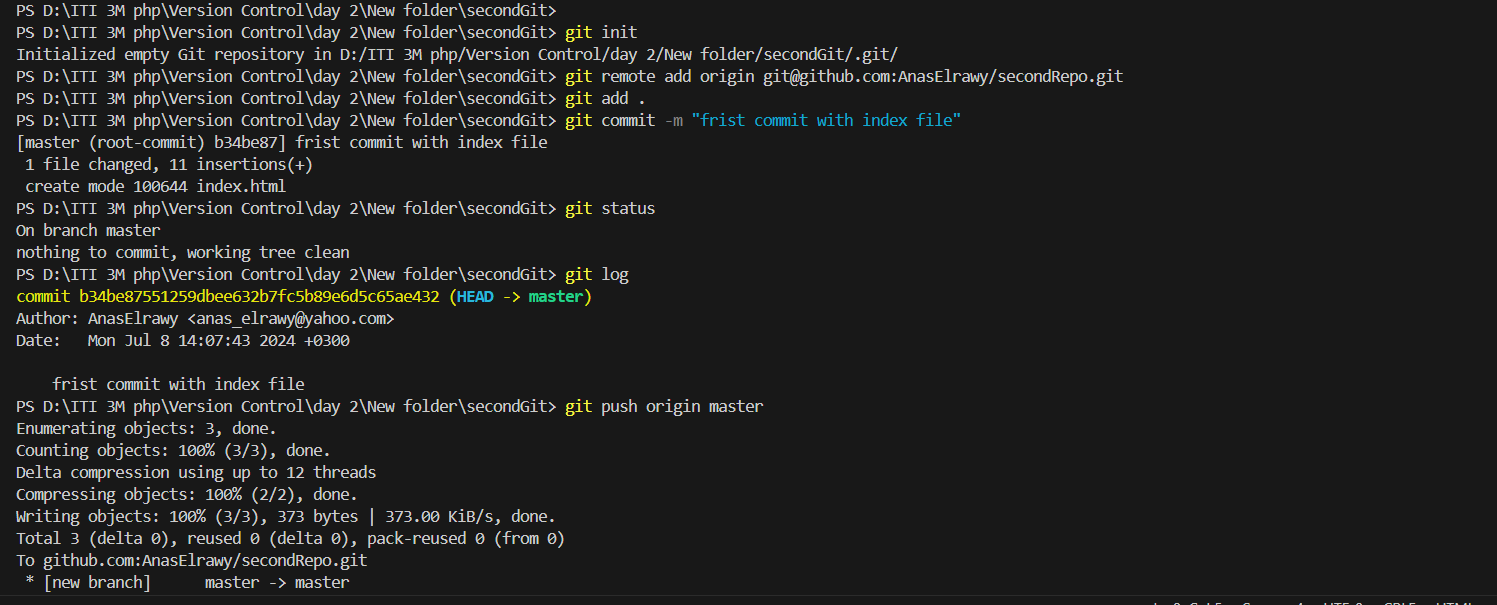 PS D:\ITI 3M php\Version Control\day 2\New folder\secondGit>
PS D:\ITI 3M php\Version Control\day 2\New folder\secondGit> git init
Initialized empty Git repository in D:/ITI 3M php/Version Control/day 2/New folder/secondGit/.git/
PS D:\ITI 3M php\Version Control\day 2\New folder\secondGit> git remote add origin git@github.com:AnasElrawy/secondRepo.git
PS D:\ITI 3M php\Version Control\day 2\New folder\secondGit> git add .
PS D:\ITI 3M php\Version Control\day 2\New folder\secondGit> git commit -m "frist commit with index file"
[master (root-commit) b34be87] frist commit with index file
 1 file changed, 11 insertions(+)
 create mode 100644 index.html
PS D:\ITI 3M php\Version Control\day 2\New folder\secondGit> git status
On branch master
nothing to commit, working tree clean
PS D:\ITI 3M php\Version Control\day 2\New folder\secondGit> git log
commit b34be87551259dbee632b7fc5b89e6d5c65ae432 (HEAD -> master)
Author: AnasElrawy <anas_elrawy@yahoo.com>
Date:   Mon Jul 8 14:07:43 2024 +0300

    frist commit with index file
PS D:\ITI 3M php\Version Control\day 2\New folder\secondGit> git push origin master
Enumerating objects: 3, done.
Counting objects: 100% (3/3), done.
Delta compression using up to 12 threads
Compressing objects: 100% (2/2), done.
Writing objects: 100% (3/3), 373 bytes | 373.00 KiB/s, done.
Total 3 (delta 0), reused 0 (delta 0), pack-reused 0 (from 0)
To github.com:AnasElrawy/secondRepo.git
 * [new branch]      master -> master